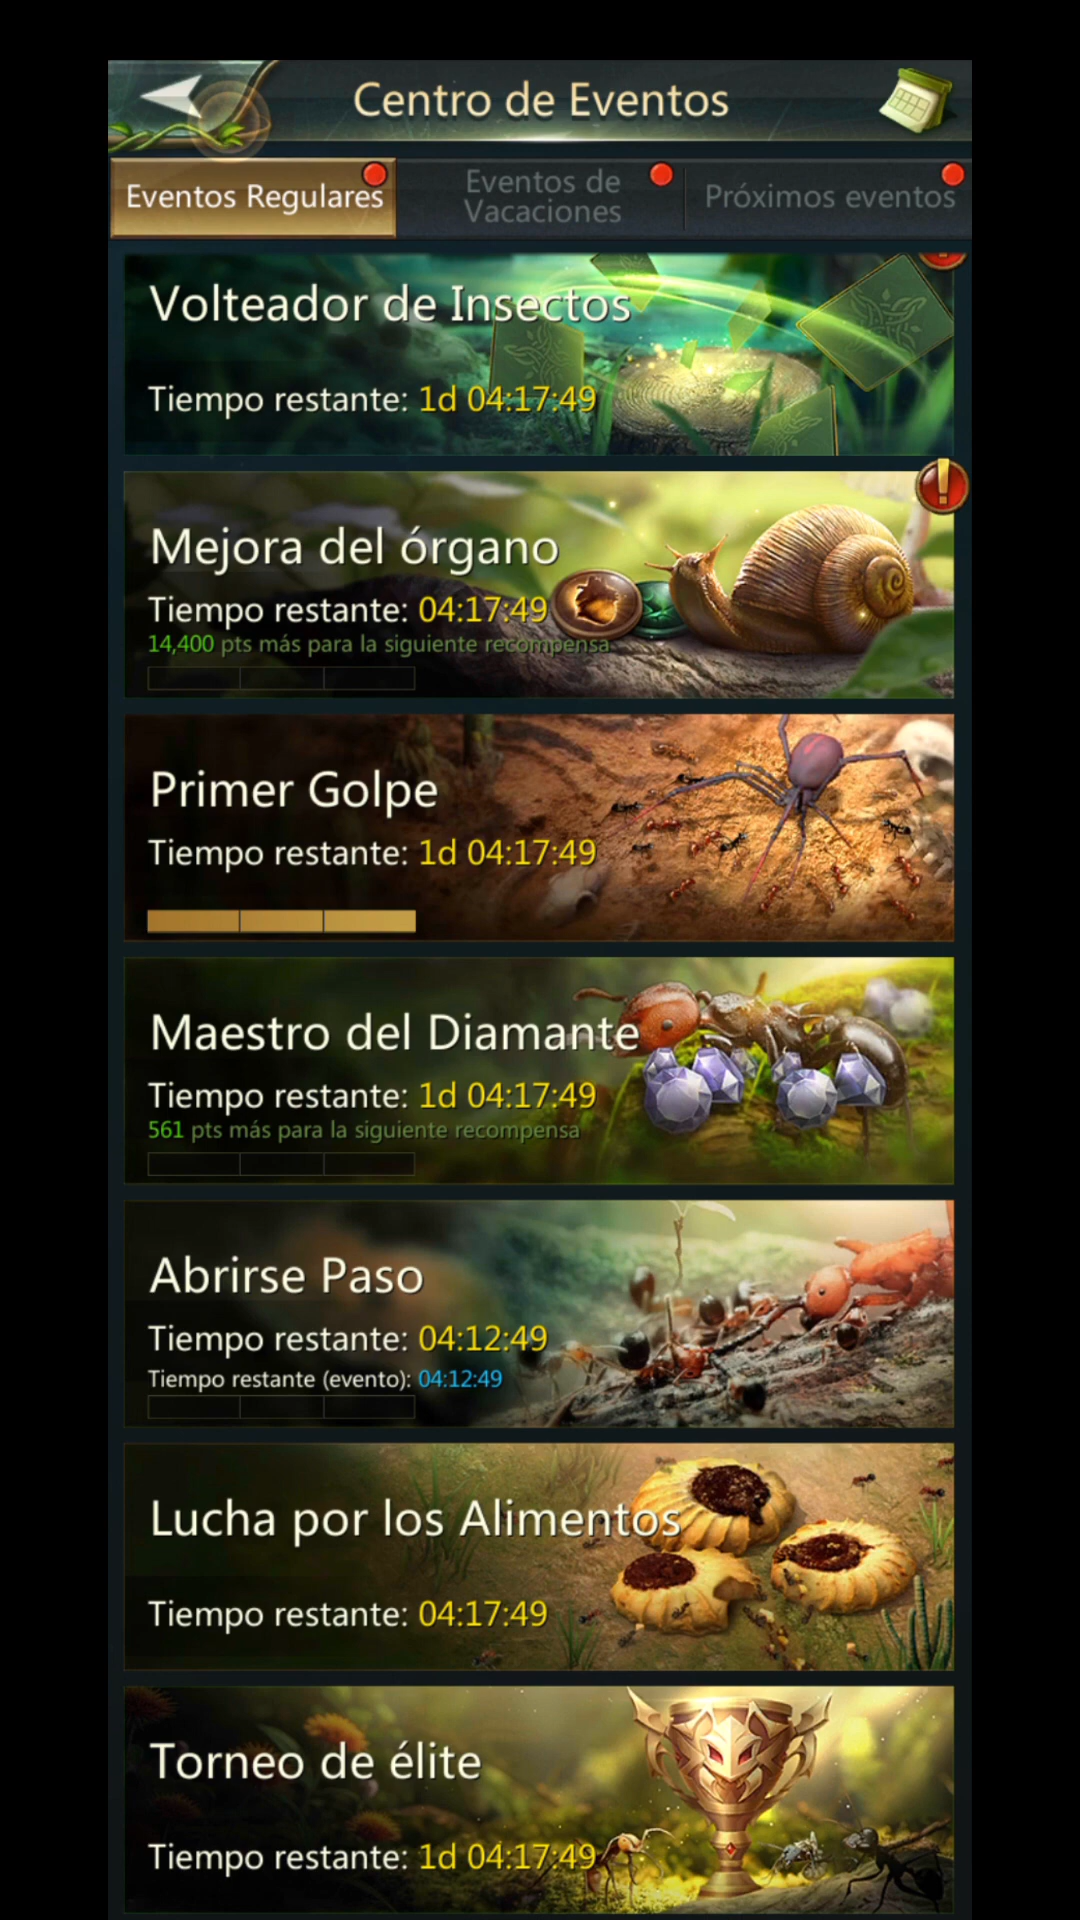 Centro de Eventos
Eventos Regulares
Eventos de
Vacaciones
Próximos eventos
Volteador de Insectos
Tiempo restante: 1d 04:17:49
Mejora del órgano
Tiempo restante: 04:17:49
14,400 pts más para la siguiente recompensa
Primer Golpe
Tiempo restante: 1d 04:17:49
Maestro del Diamante
Tiempo restante: 1d 04:17:49
561 pts más para la siguiente recompensa
Abrirse Paso
Tiempo restante: 04:12:49
Tiempo restante (evento): 04:12:49
Lucha por los Alimentos
Tiempo restante: 04:17:49
Torneo de élite
Tiempo restante: 1d 04:17:49